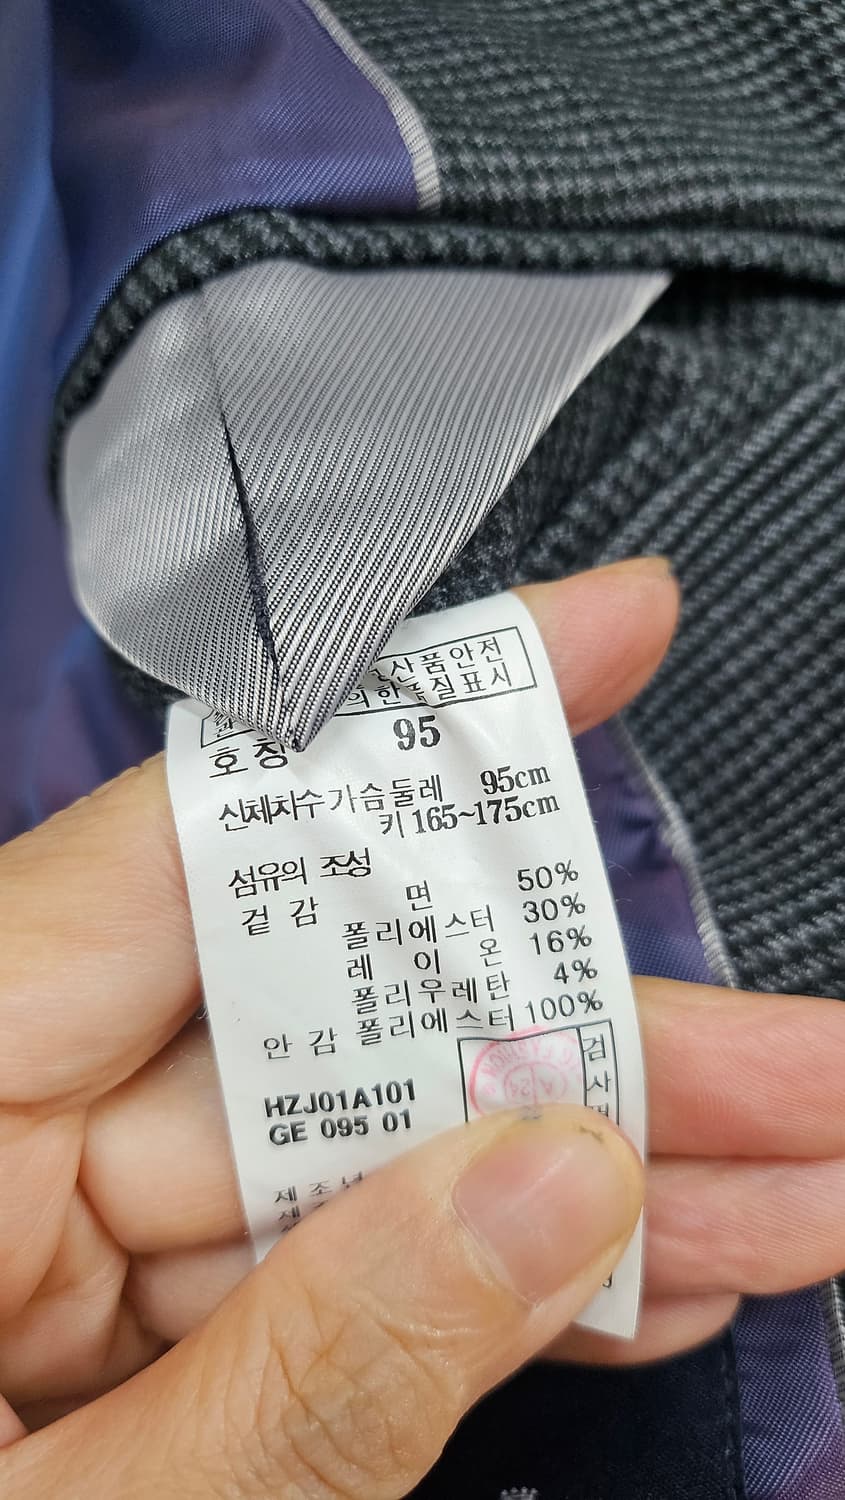 산품안전
의한품질표시
호칭 95
신체치수 가슴둘레 95cm
키 165~175cm
섬유의 조성
겉감 면 50%
폴리에스터 30%
레이온 16%
폴리우레탄 4%
안감 폴리에스터 100%
HZJ01A101
GE 095 01
검사
제조년